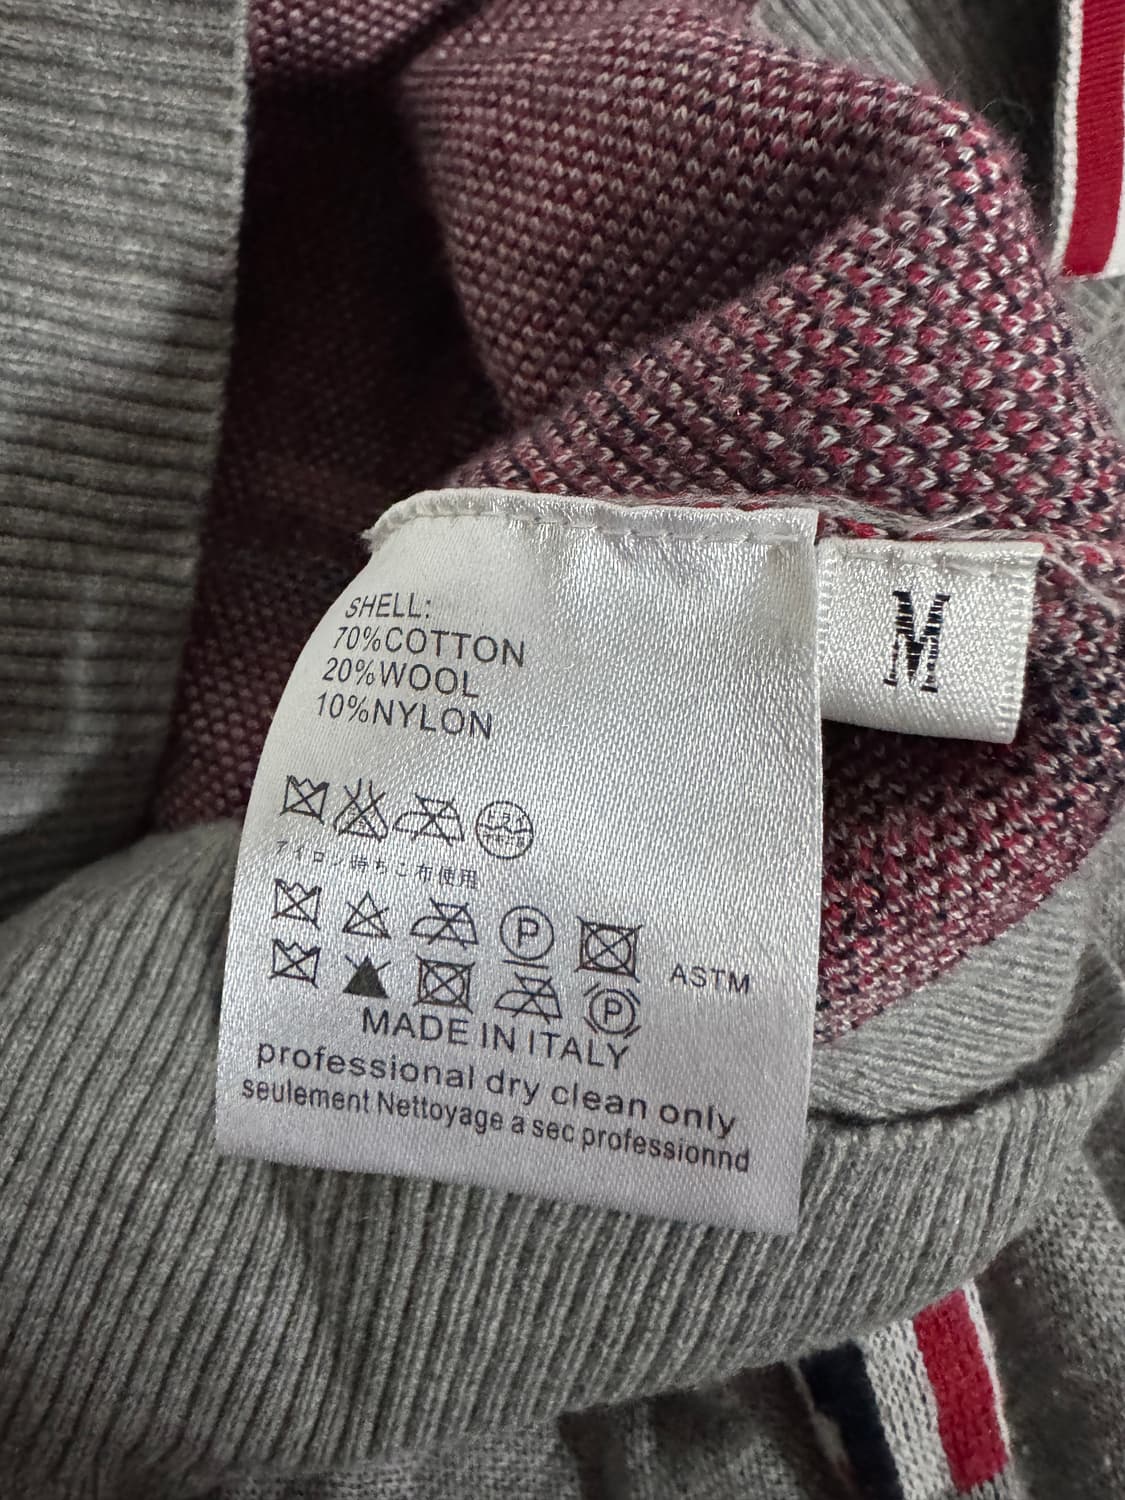 SHELL:
70%COTTON
20%WOOL
10%NYLON
M
P
ASTM
P
MADE IN ITALY
professional dry clean only
seulement Nettoyage a sec professionnd